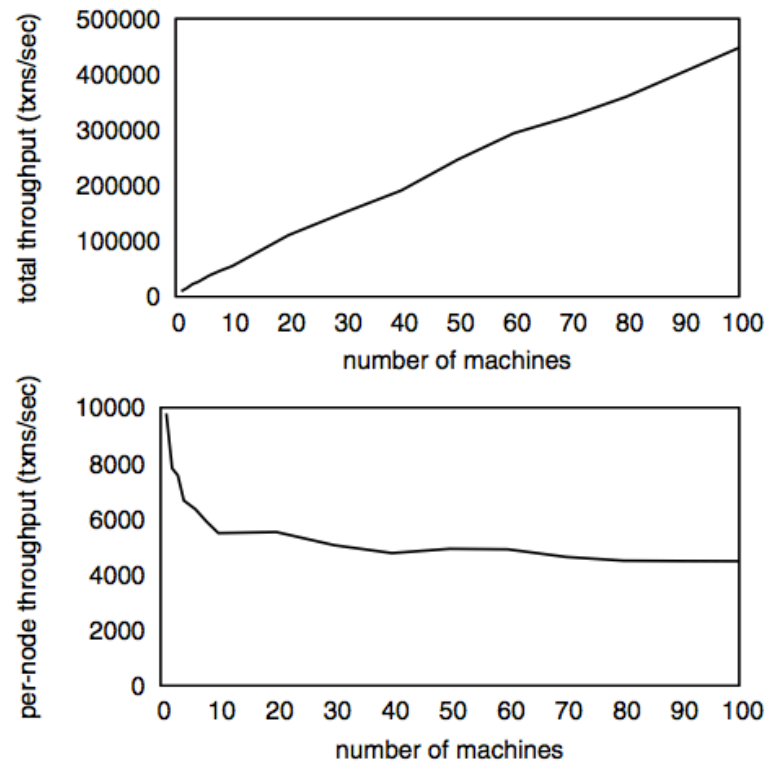 total throughput (txns/sec)
500000
400000
300000
200000
100000
0
0 10 20 30 40 50 60 70 80 90 100
number of machines
per-node throughput (txns/sec)
10000
8000
6000
4000
2000
0
0 10 20 30 40 50 60 70 80 90 100
number of machines